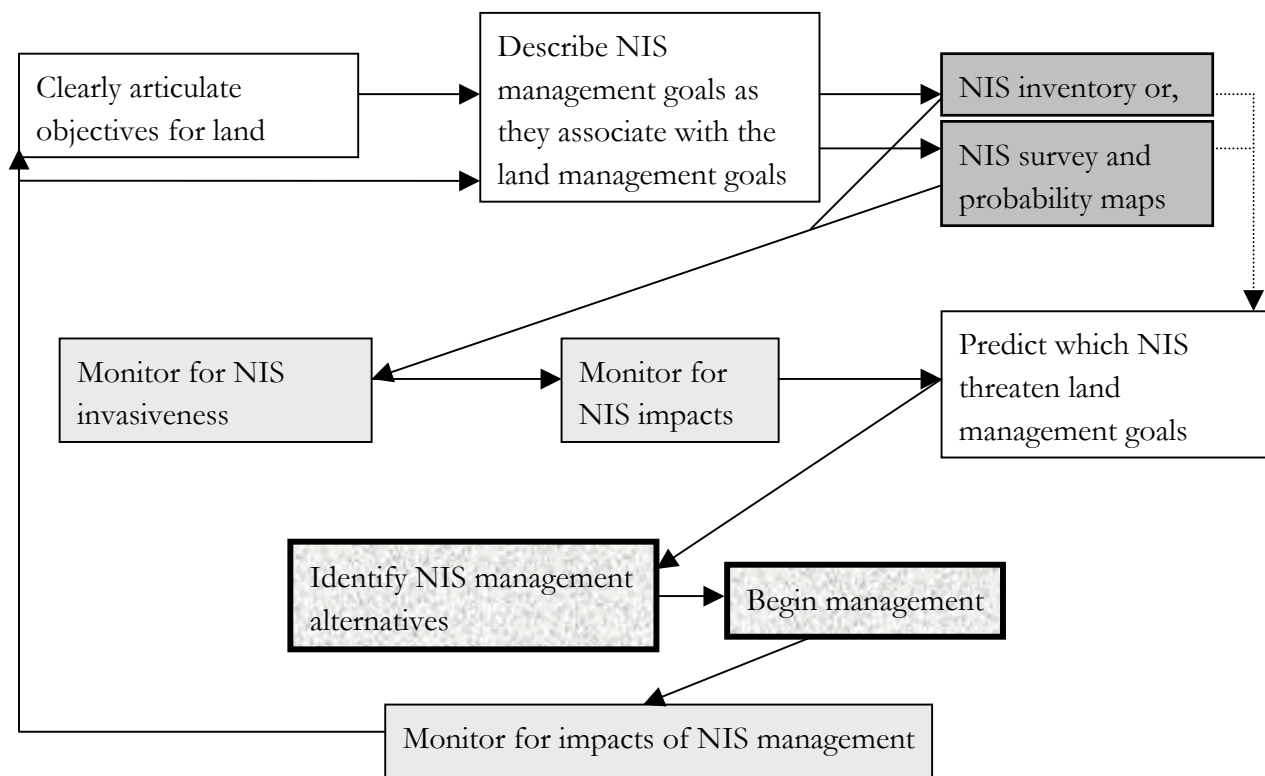 Clearly articulate
objectives for land
Describe NIS
management goals as
they associate with the
land management goals
NIS inventory or,
NIS survey and
probability maps
Monitor for NIS
invasiveness
Monitor for
NIS impacts
Predict which NIS
threaten land
management goals
Identify NIS management
alternatives
Begin management
Monitor for impacts of NIS management